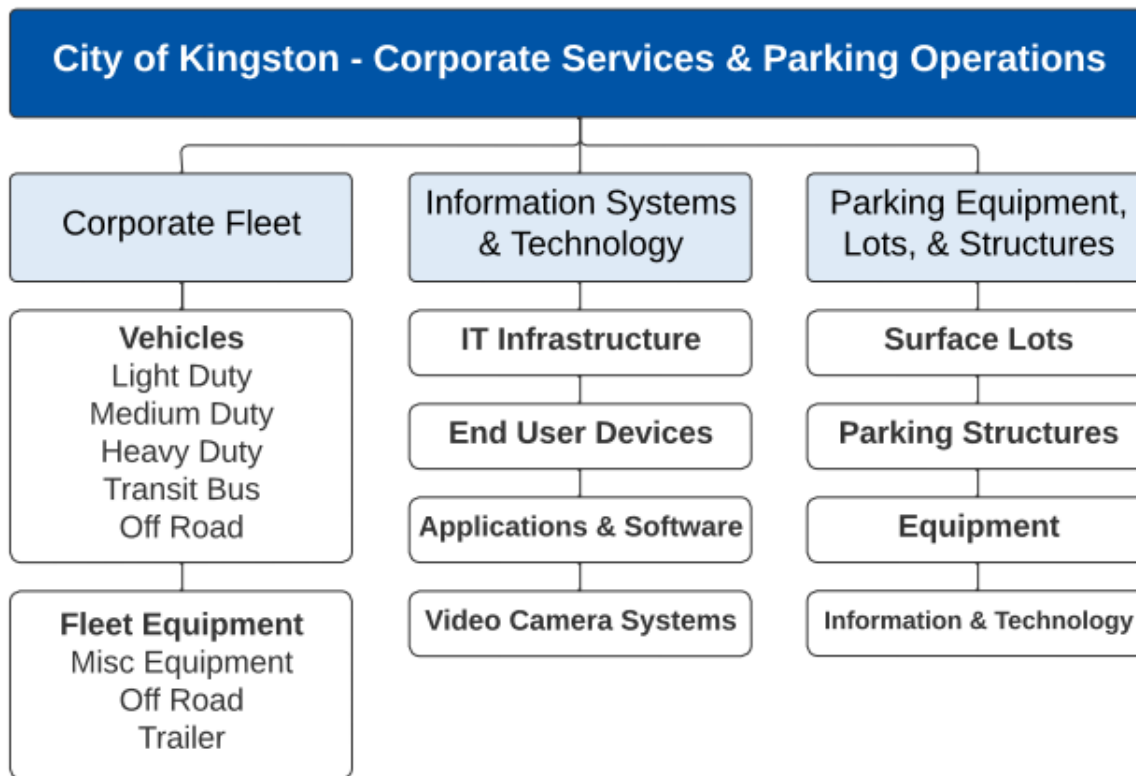 City of Kingston - Corporate Services & Parking Operations
Corporate Fleet
Vehicles
Light Duty
Medium Duty
Heavy Duty
Transit Bus
Off Road
Fleet Equipment
Misc Equipment
Off Road
Trailer
Information Systems
& Technology
IT Infrastructure
End User Devices
Applications & Software
Video Camera Systems
Parking Equipment,
Lots, & Structures
Surface Lots
Parking Structures
Equipment
Information & Technology